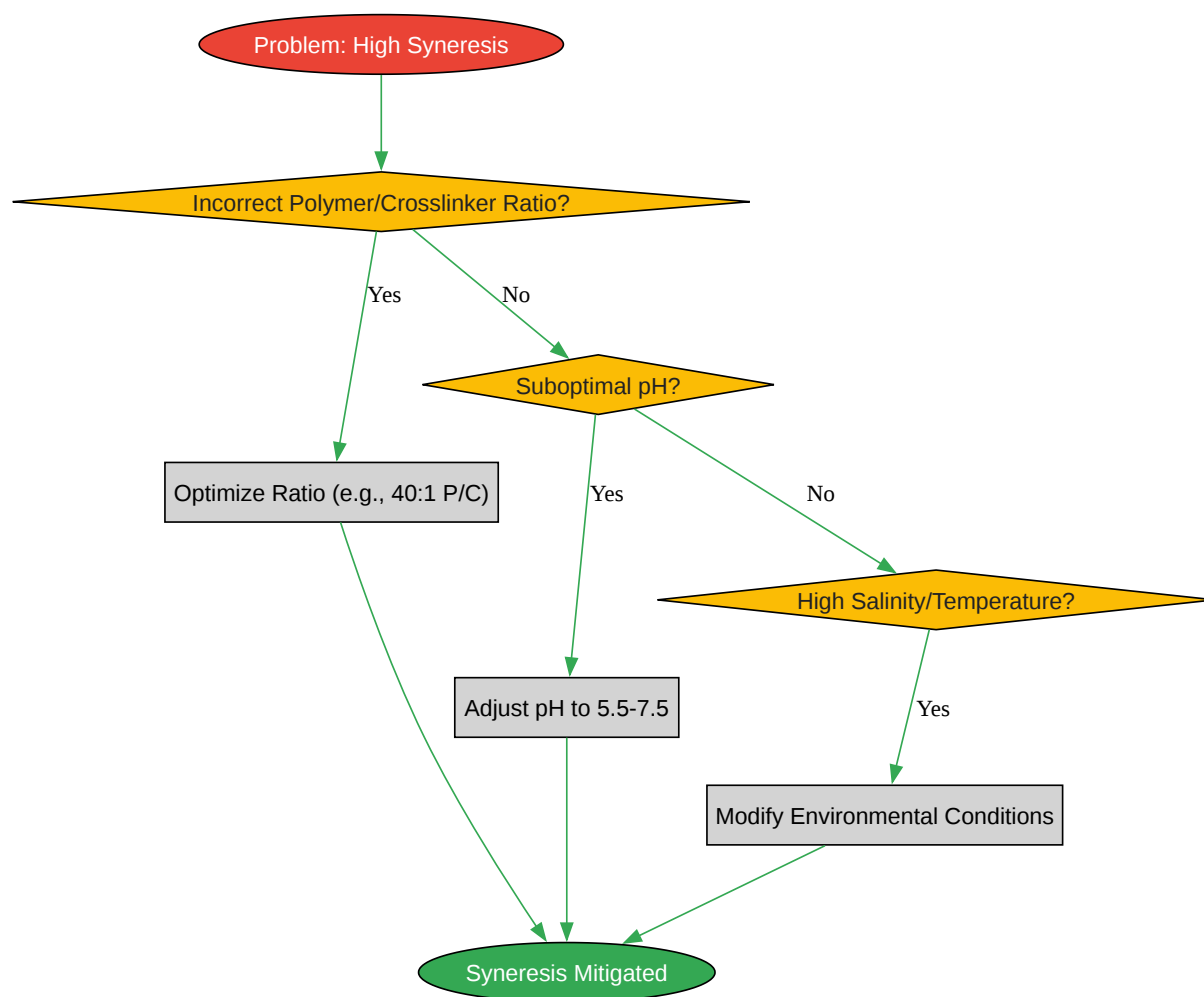 Problem: High Syneresis
Incorrect Polymer/Crosslinker Ratio?
Yes
No
Suboptimal pH?
Optimize Ratio (e.g., 40:1 P/C)
Yes
No
High Salinity/Temperature?
Adjust pH to 5.5-7.5
Yes
Modify Environmental Conditions
Syneresis Mitigated